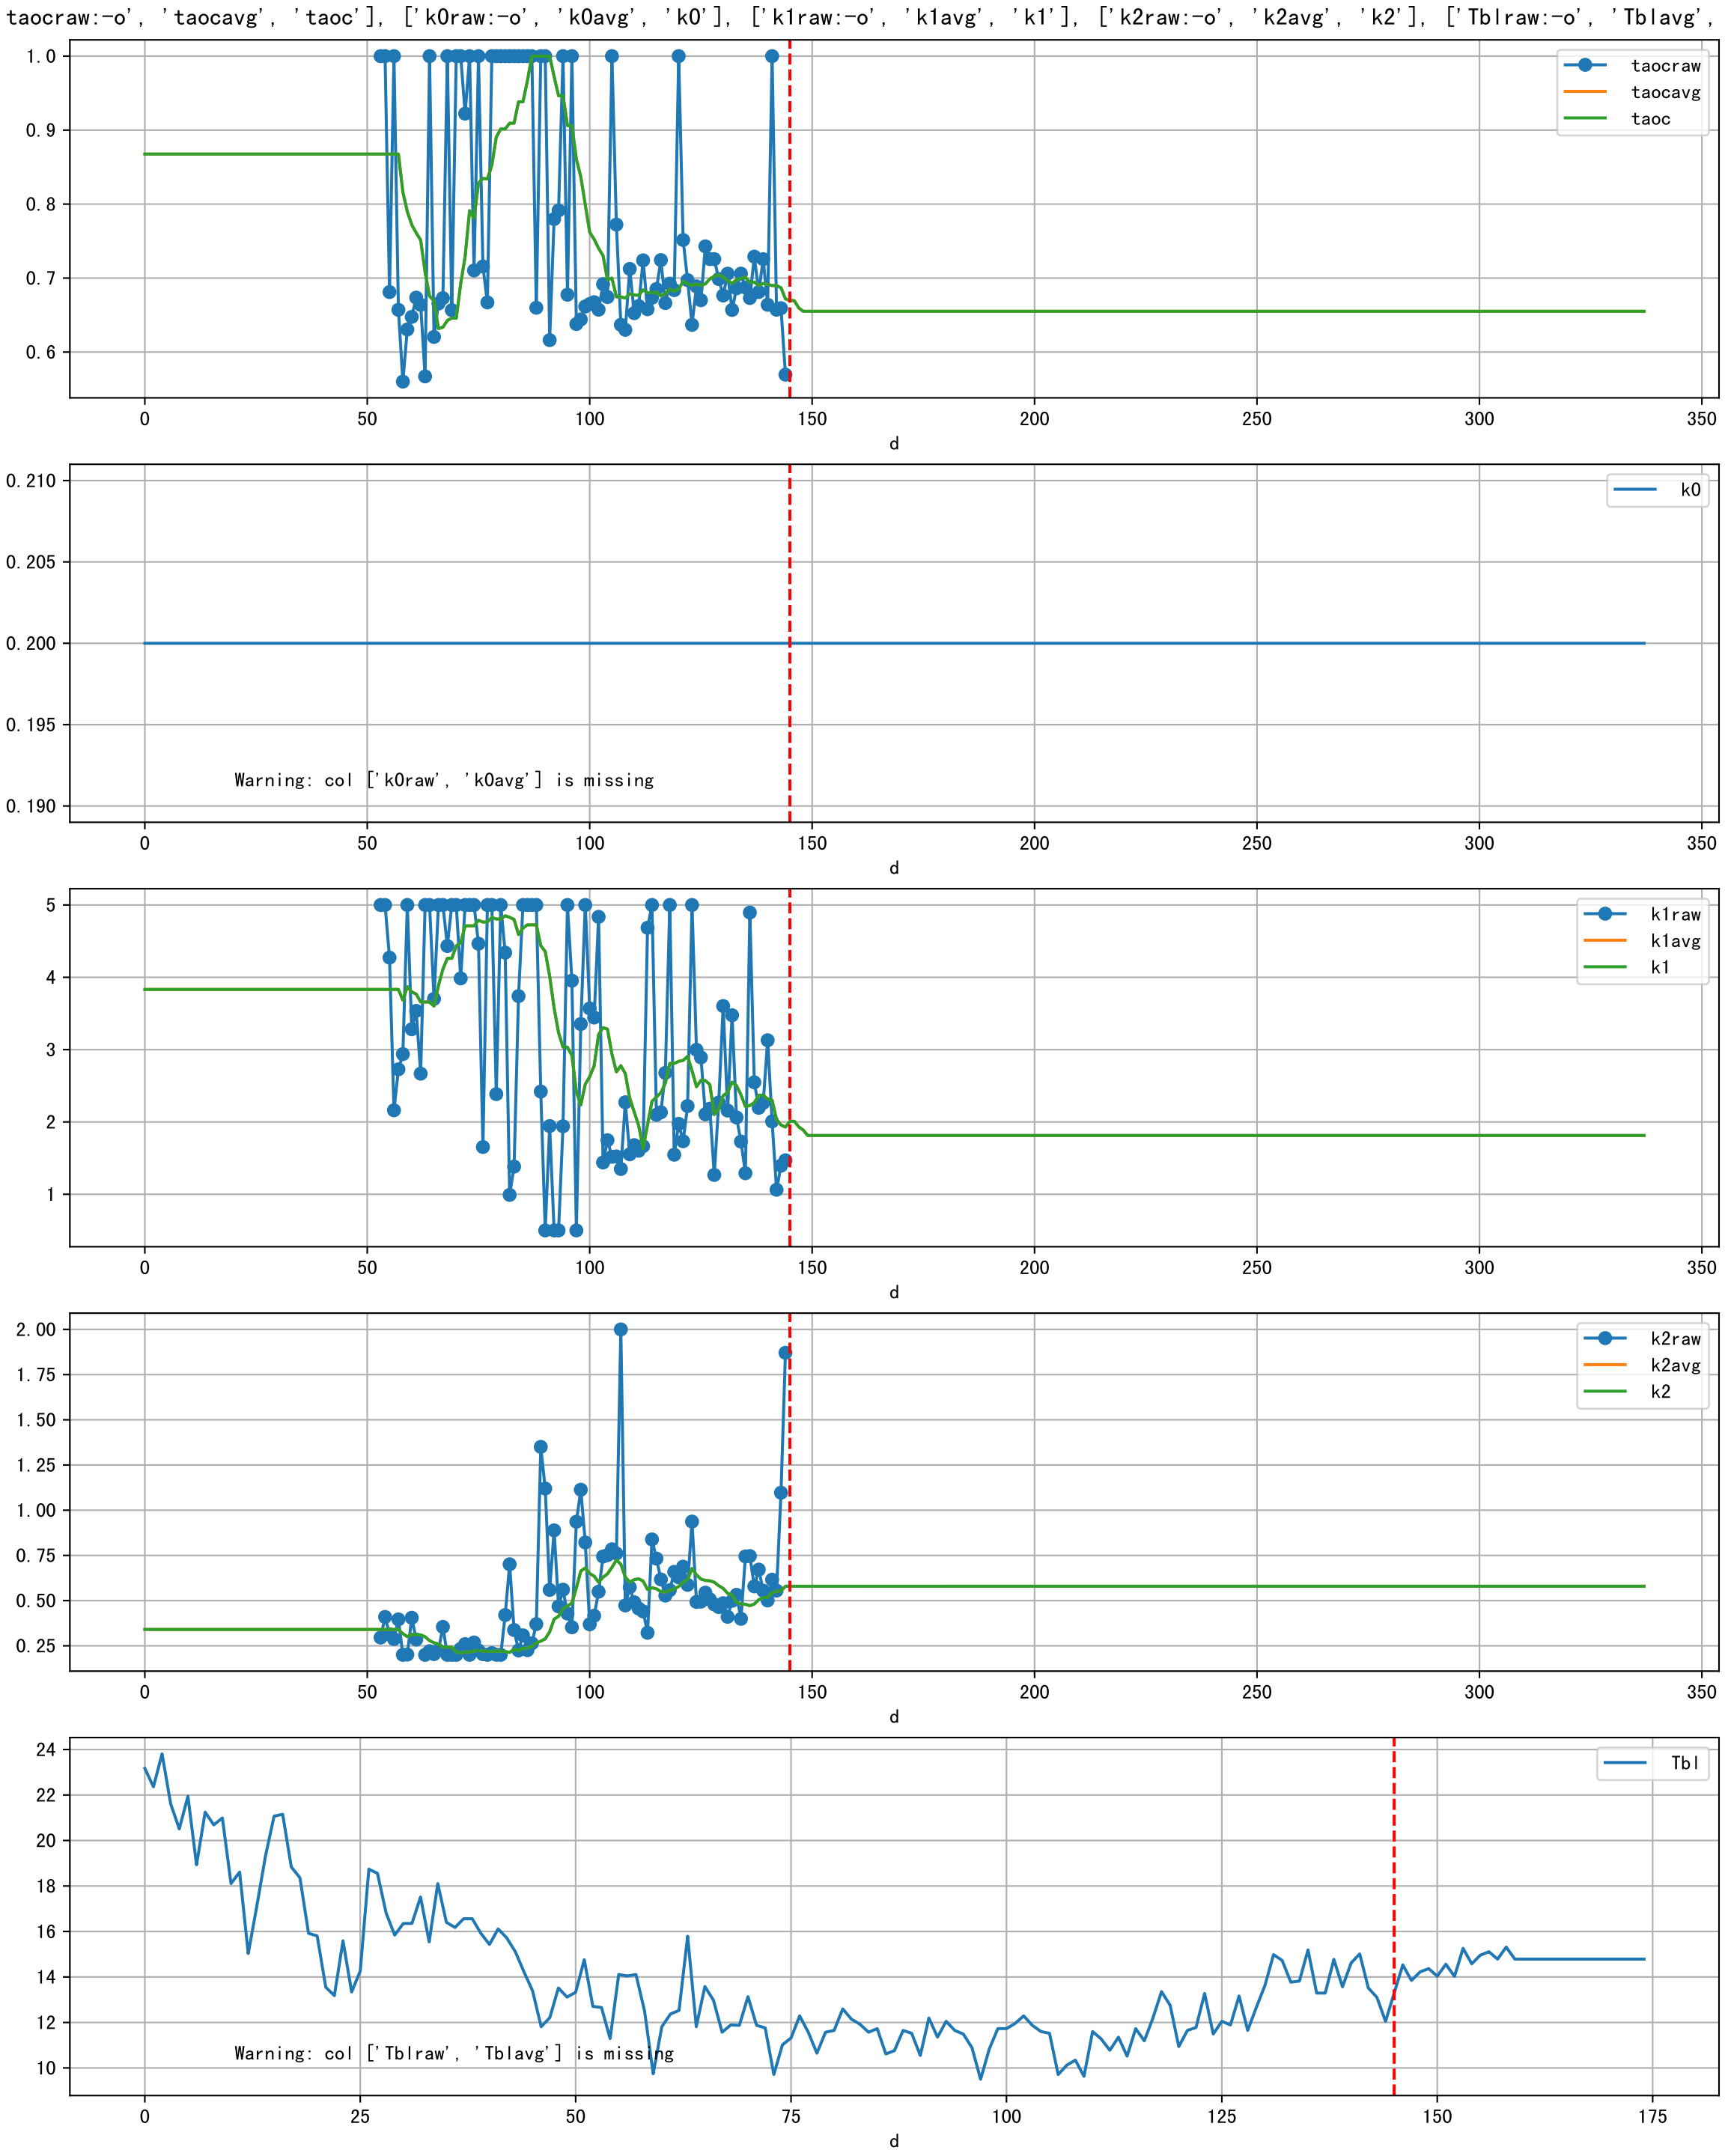 taocraw:-o', 'taocavg', 'taoc'], ['k0raw:-o', 'k0avg', 'k0'], ['k1raw:-o', 'k1avg', 'k1'], ['k2raw:-o', 'k2avg', 'k2'], ['Tblraw:-o', 'Tblavg',
1.0
0.9
0.8
0.7
0.6
taocraw
taocavg
taoc
0 50 100 150 200 250 300 350
d
0.210
0.205
0.200
0.195
0.190
k0
Warning: col ['k0raw', 'k0avg'] is missing
0 50 100 150 200 250 300 350
d
5
4
3
2
1
k1raw
k1avg
k1
0 50 100 150 200 250 300 350
d
2.00
1.75
1.50
1.25
1.00
0.75
0.50
0.25
k2raw
k2avg
k2
0 50 100 150 200 250 300 350
d
24
22
20
18
16
14
12
10
Tbl
Warning: col ['Tblraw', 'Tblavg'] is missing
0 25 50 75 100 125 150 175
d